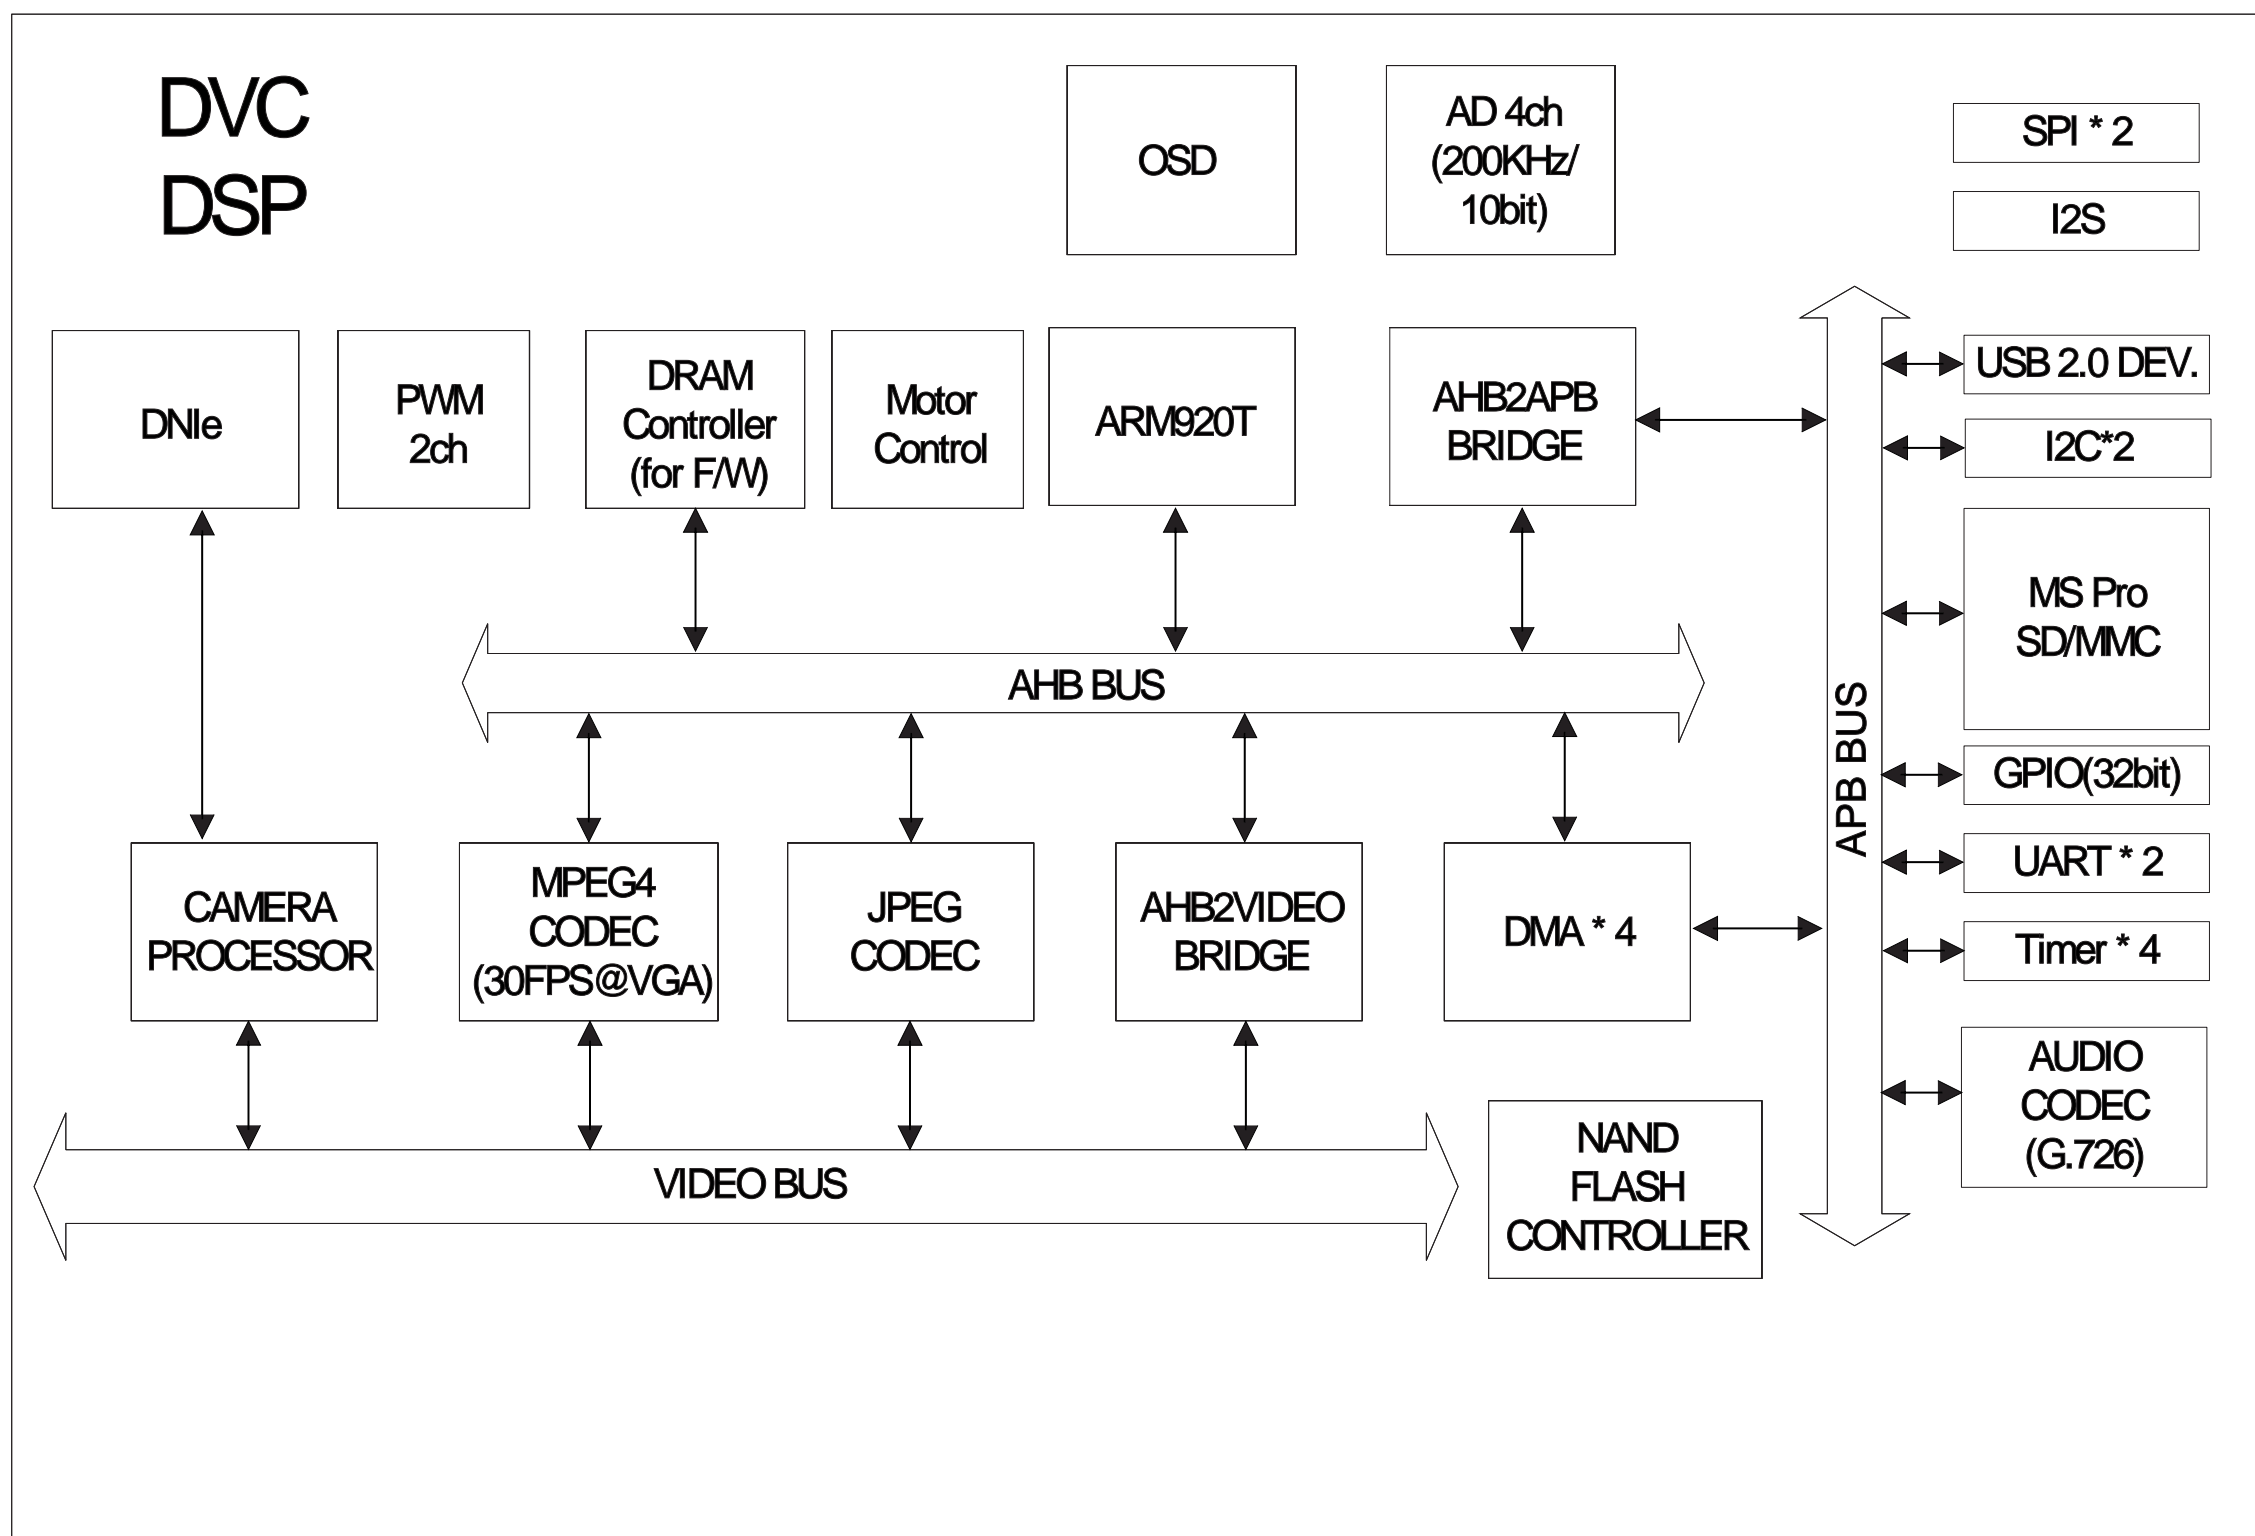 DVC
DSP
OSD
AD 4ch
(200KHz/
10bit)
SPI * 2
I2S
DNIe
PWM
2ch
DRAM
Controller
(for F/W)
Motor
Control
ARM920T
AHB2APB
BRIDGE
USB 2.0 DEV.
I2C*2
MS Pro
SD/MMC
AHB BUS
APB BUS
GPIO(32bit)
UART * 2
Timer * 4
CAMERA
PROCESSOR
MPEG4
CODEC
(30FPS@VGA)
JPEG
CODEC
AHB2VIDEO
BRIDGE
DMA * 4
AUDIO
CODEC
(G.726)
VIDEO BUS
NAND
FLASH
CONTROLLER